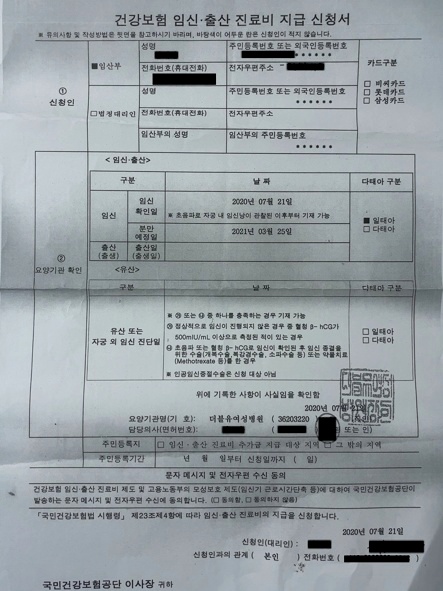 건강보험 임신·출산 진료비 지급 신청서
※ 유의사항 및 작성방법은 뒷면을 참고하시기 바라며, 바탕색이 어두운 란은 신청인이 적지 않습니다.
①
신청인
■임산부
성명
주민등록번호 또는 외국인등록번호
전화번호(휴대전화)
전자우편주소
□법정대리인
성명
주민등록번호 또는 외국인등록번호
전화번호(휴대전화)
전자우편주소
임산부의 성명
임산부의 주민등록번호
카드구분
□ 비씨카드
□ 롯데카드
□ 삼성카드
②
요양기관 확인
< 임신·출산>
구분
날 짜
다태아 구분
임신
임신
확인일
2020년 07월 21일
※ 초음파로 자궁 내 임신낭이 관찰된 이후부터 기재 가능
분만
예정일
2021년 03월 25일
출산
(출생)
출산일
(출생일)
■ 일태아
□ 다태아
<유산>
구분
날 짜
다태아 구분
유산 또는
자궁 외 임신 진단일
※ ㉮ 또는 ㉯ 중 하나를 충족하는 경우 기재 가능
㉮ 정상적으로 임신이 진행되지 않은 경우 중 혈청 β- hCG가
500mIU/mL 이상으로 측정된 적이 있는 경우
㉯ 초음파 또는 혈청 β-hCG로 임신이 확인된 후 임신 종결을
위한 수술(개복수술, 복강경수술, 소파수술 등) 또는 약물치료
(Methotrexate 등)를 한 경우
※ 인공임신중절수술은 신청 대상 아님
□ 일태아
□ 다태아
위에 기록한 사항이 사실임을 확인함
2020년 07월 21일
요양기관명(기 호): 더블유여성병원 ( 36203220 )
담당의사(면허번호):
또는 인)
주민등록지
□ 임신·출산 진료비 추가급 지급 대상 지역 □ 그 밖의 지역
주민등록기간
년 월 일부터 신청일까지 ( 일)
문자 메시지 및 전자우편 수신 동의
건강보험 임신·출산 진료비 제도 및 고용노동부의 모성보호 제도(임신기 근로시간단축 등)에 대하여 국민건강보험공단이
발송하는 문자 메시지 및 전자우편 수신에 동의합니다. (□ 동의함, □ 동의하지 않음)
「국민건강보험법 시행령」 제23조제4항에 따라 임신·출산 진료비의 지급을 신청합니다.
2020년 07월 21일
신청인(대리인) :
신청인과의 관계 ( 본인 ) 전화번호 (
국민건강보험공단 이사장 귀하